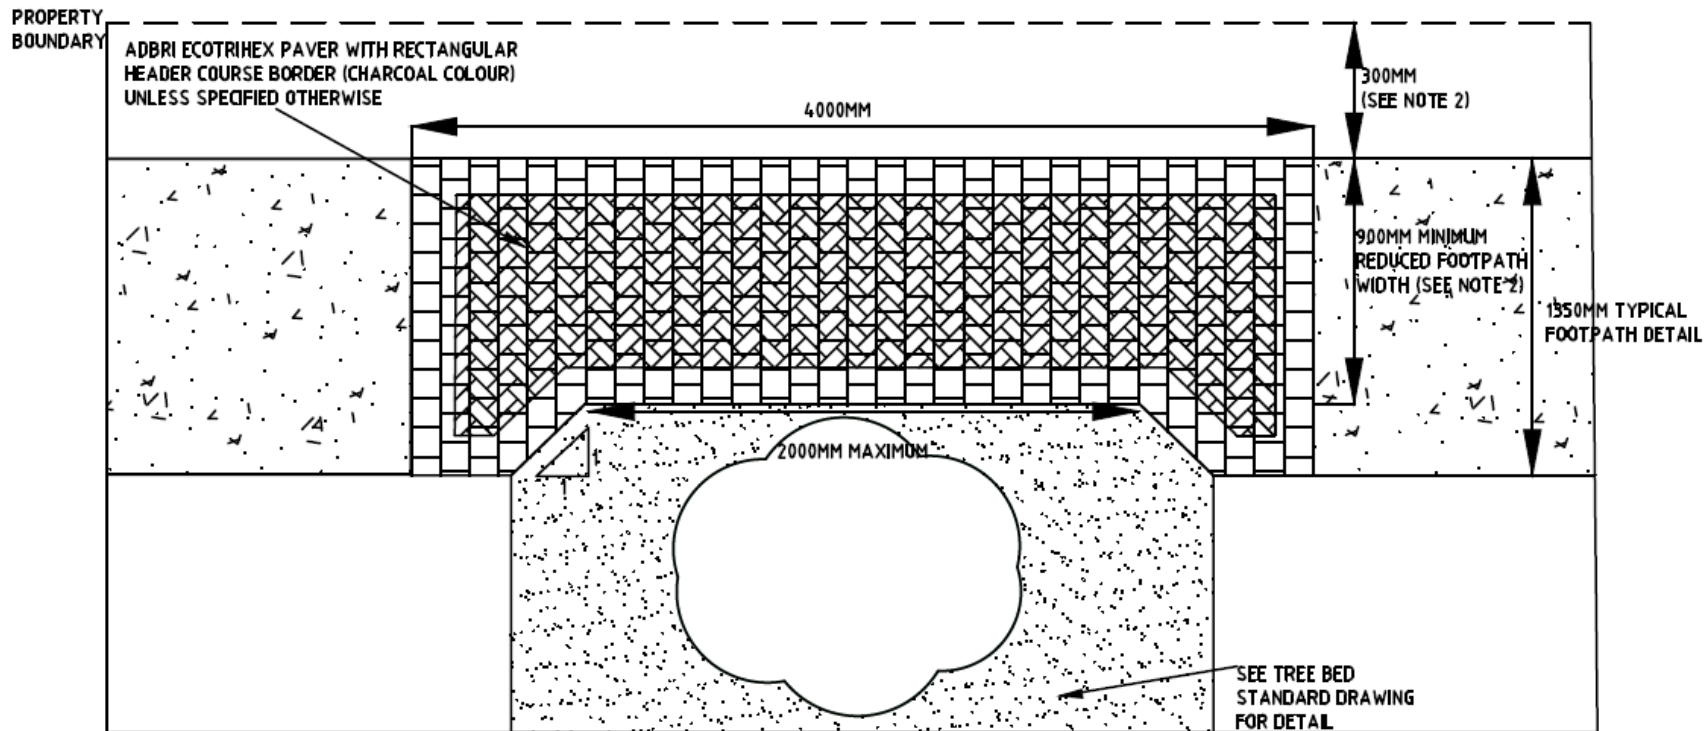 PROPERTY
BOUNDARY
ADBRI ECOTRIHEX PAVER WITH RECTANGULAR
HEADER COURSE BORDER (CHARCOAL COLOUR)
UNLESS SPECIFIED OTHERWISE
4000MM
300MM
(SEE NOTE 2)
900MM MINIMUM
REDUCED FOOTPATH
WIDTH (SEE NOTE 2)
1350MM TYPICAL
FOOTPATH DETAIL
2000MM MAXIMUM
1
1
SEE TREE BED
STANDARD DRAWING
FOR DETAIL